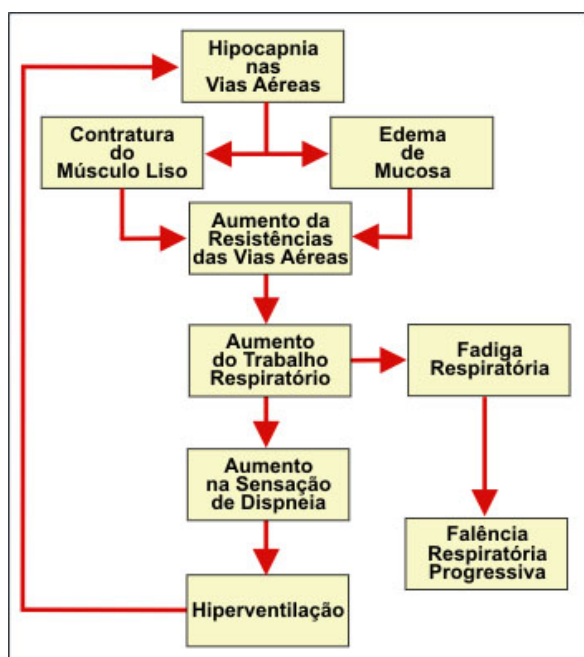 Hipocapnia
nas
Vias Aéreas
Contratura
do
Músculo Liso
Edema
de
Mucosa
Aumento da
Resistências
das Vias Aéreas
Aumento
do Trabalho
Respiratório
Fadiga
Respiratória
Aumento
na Sensação
de Dispneia
Falência
Respiratória
Progressiva
Hiperventilação